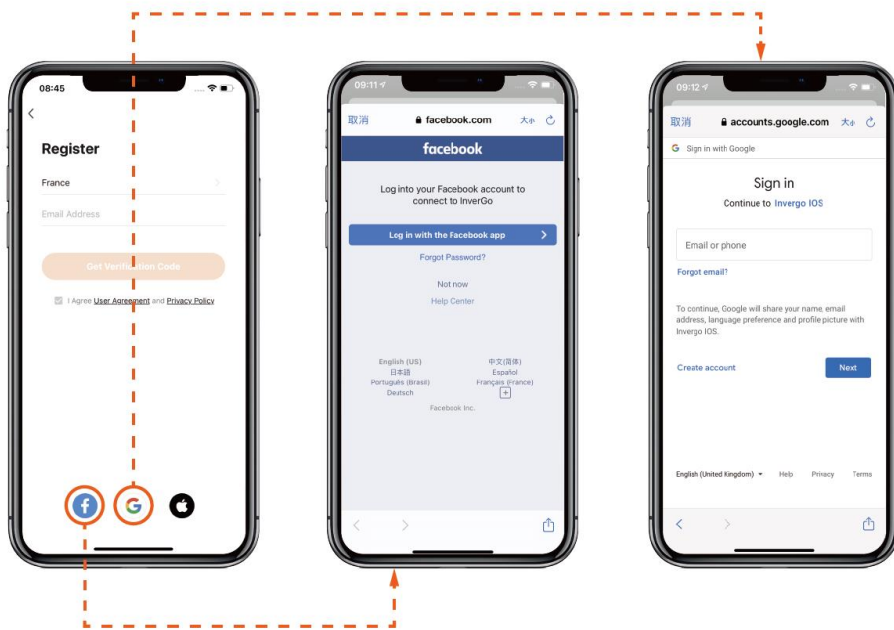 08:45
Register
France
Email Address
Get Verification Code
I Agree User Agreement and Privacy Policy
09:11
取消
facebook.com
大小
facebook
Log into your Facebook account to
connect to InverGo
Log in with the Facebook app
Forgot Password?
Not now
Help Center
English (US)
中文(简体)
日本語
Español
Português (Brasil)
Français (France)
Deutsch
Facebook Inc.
09:12
取消
accounts.google.com
大小
Sign in with Google
Sign in
Continue to Invergo IOS
Email or phone
Forgot email?
To continue, Google will share your name, email
address, language preference and profile picture with
Invergo IOS.
Create account
Next
English (United Kingdom)
Help
Privacy
Terms